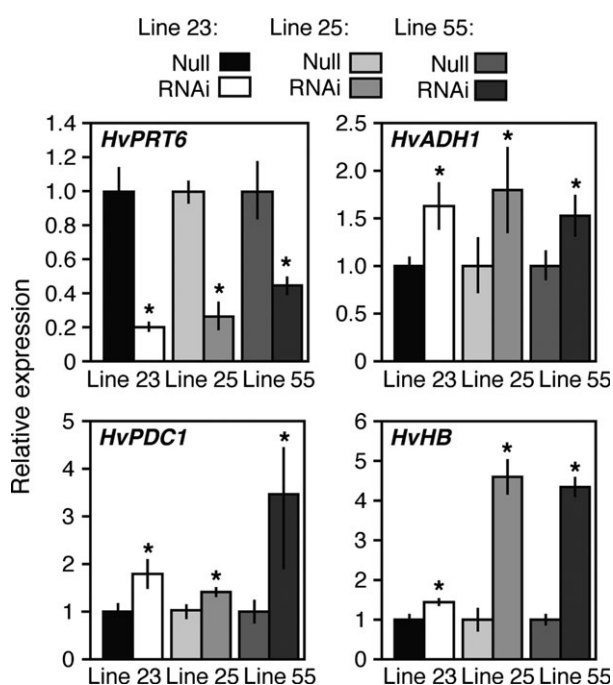 Line 23: Line 25: Line 55:
Null Null Null
RNAi RNAi RNAi
Relative expression
HvPRT6
1.4
1.2
1.0
0.8
0.6
0.4
0.2
0
* * *
Line 23 Line 25 Line 55
HvADH1
2.5
2.0
1.5
1.0
0.5
0
* * *
Line 23 Line 25 Line 55
HvPDC1
5
4
3
2
1
0
* * *
Line 23 Line 25 Line 55
HvHB
6
5
4
3
2
1
0
* * *
Line 23 Line 25 Line 55